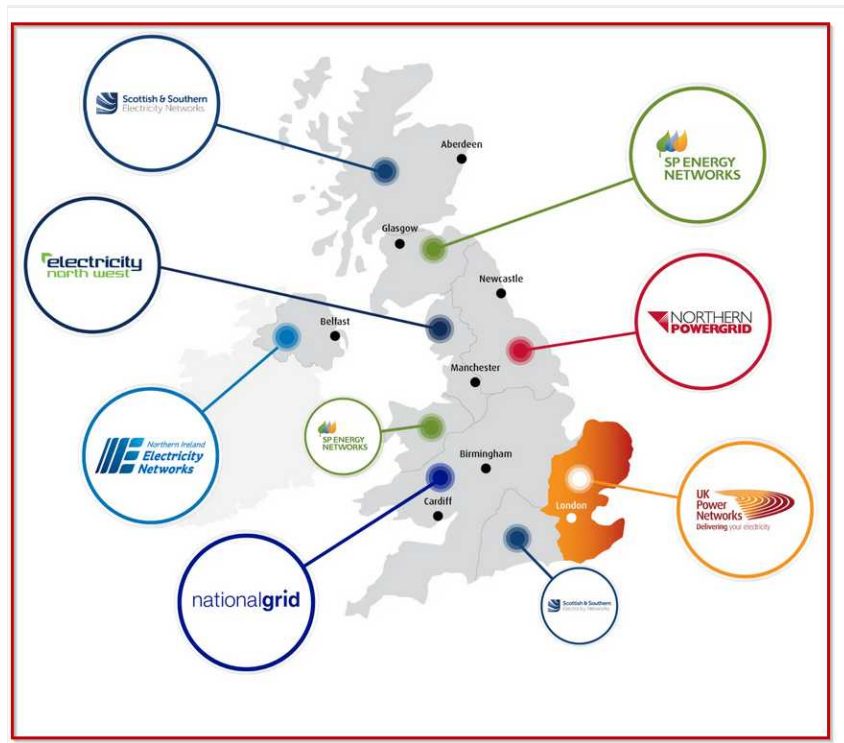 Scottish & Southern
Electricity Networks
Aberdeen
SP ENERGY
NETWORKS
Glasgow
electricity
north west
Newcastle
NORTHERN
POWERGRID
Belfast
Manchester
SP ENERGY
NETWORKS
Northern Ireland
Electricity
Networks
Birmingham
UK
Power
Networks
Delivering your electricity
Cardiff
London
nationalgrid
Scottish & Southern
Electricity Networks